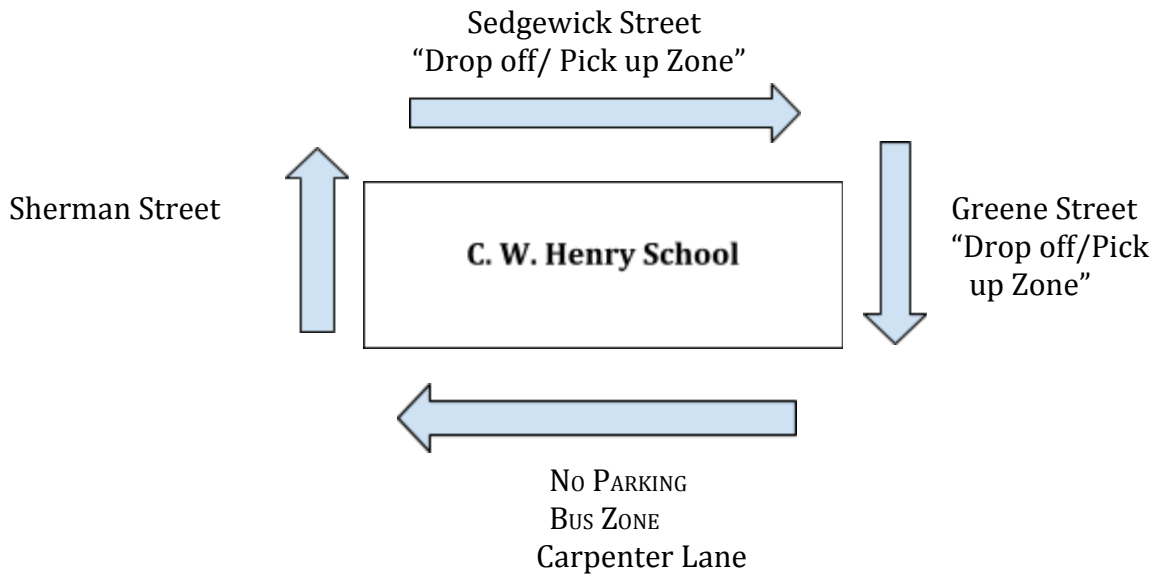 Sedgewick Street
“Drop off/ Pick up Zone”
Sherman Street
C. W. Henry School
Greene Street
“Drop off/Pick
up Zone”
NO PARKING
BUS ZONE
Carpenter Lane